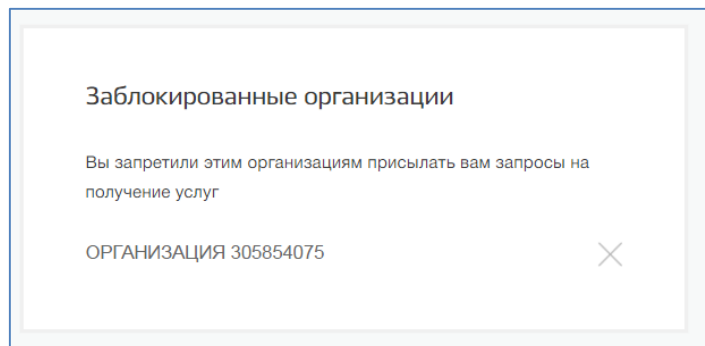 Заблокированные организации
Вы запретили этим организациям присылать вам запросы на
получение услуг
ОРГАНИЗАЦИЯ 305854075